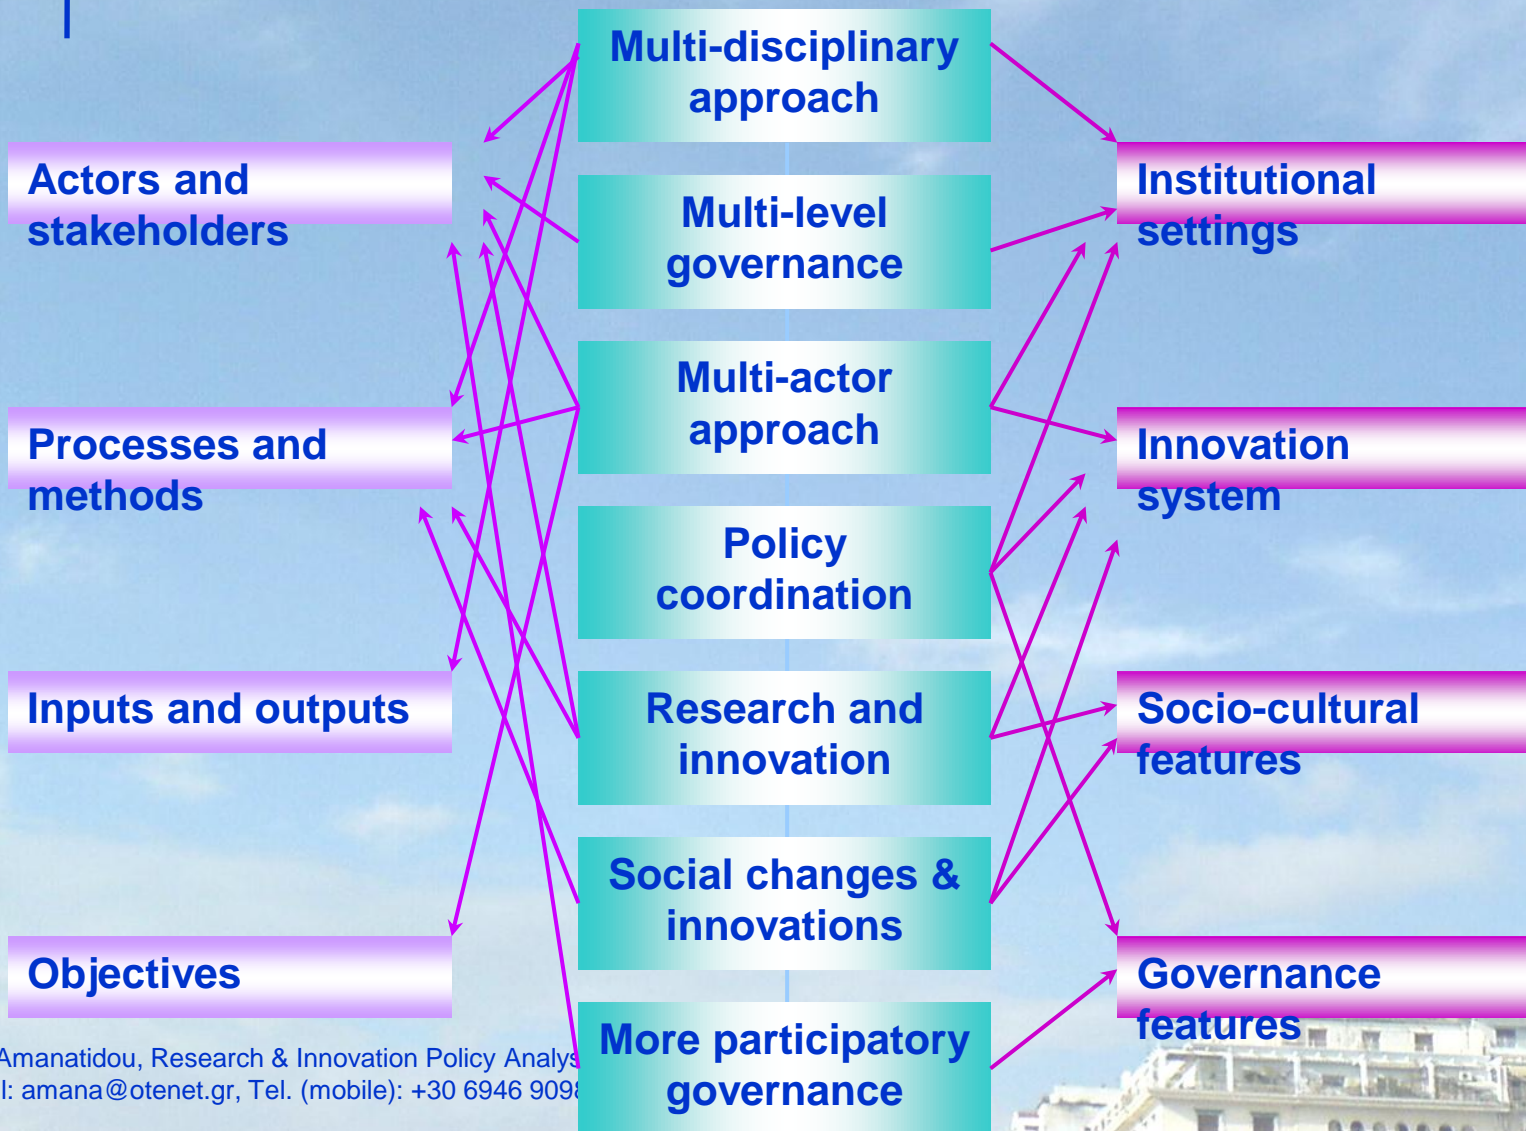 Multi-disciplinary
approach
Actors and
stakeholders
Institutional
settings
Multi-level
governance
Multi-actor
approach
Processes and
methods
Innovation
system
Policy
coordination
Inputs and outputs
Research and
innovation
Socio-cultural
features
Social changes &
innovations
Objectives
Governance
features
More participatory
governance
Amanatidou, Research & Innovation Policy Analys
l: amana@otenet.gr, Tel. (mobile): +30 6946 909